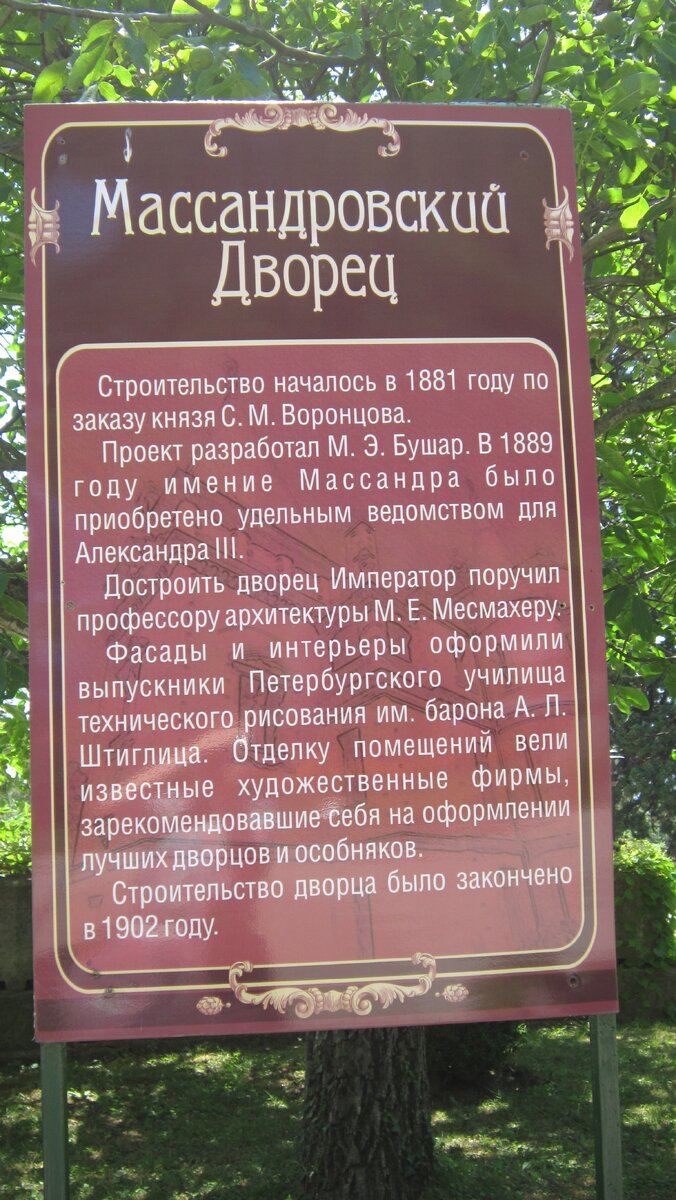 Массандровский
Дворец
Строительство началось в 1881 году по
заказу князя С. М. Воронцова.
Проект разработал М. Э. Бушар. В 1889
году имение Массандра было
приобретено удельным ведомством для
Александра III.
Достроить дворец Император поручил
профессору архитектуры М. Е. Месмахеру.
Фасады и интерьеры оформили
выпускники Петербургского училища
технического рисования им. барона А. Л.
Штиглица. Отделку помещений вели
известные художественные фирмы,
зарекомендовавшие себя на оформлении
лучших дворцов и особняков.
Строительство дворца было закончено
в 1902 году.